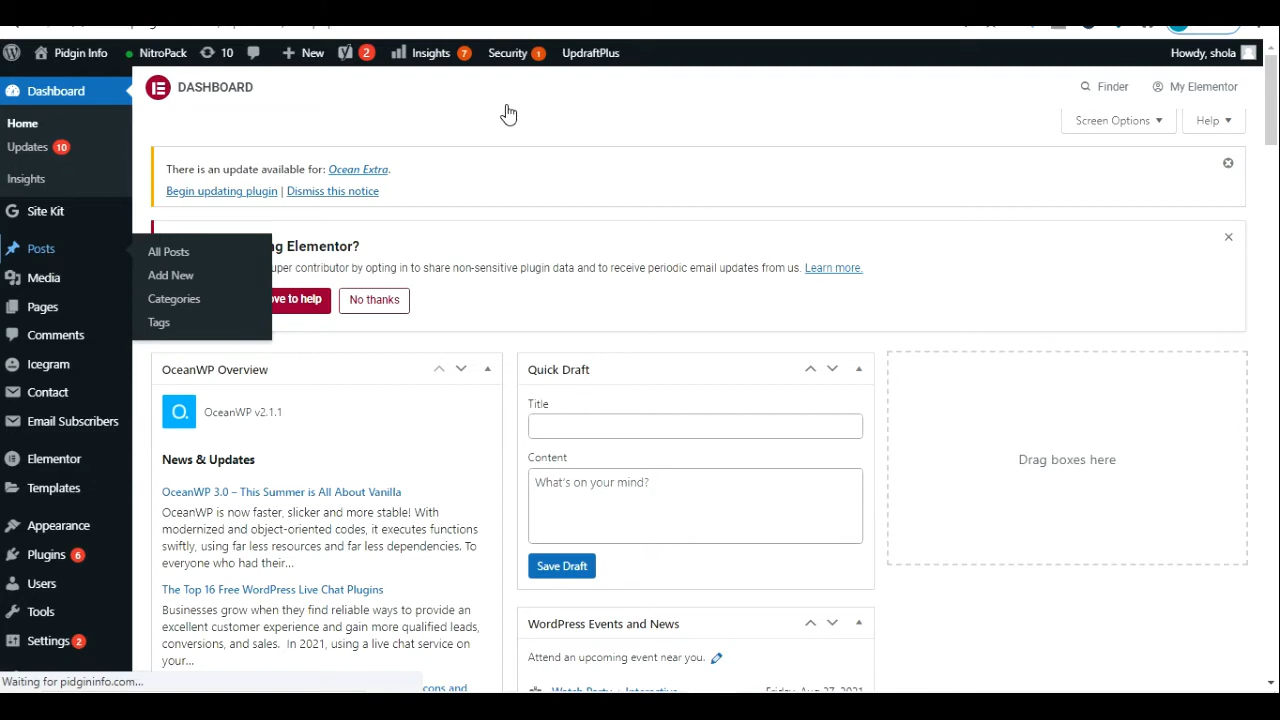 Pidgin Info
NitroPack
10
New
2
Insights
7
Security
1
UpdraftPlus
Howdy, shola
Dashboard
Home
Updates
10
Insights
Site Kit
Posts
Media
Pages
Comments
Icegram
Contact
Email Subscribers
Elementor
Templates
Appearance
Plugins
6
Users
Tools
Settings
2
Waiting for pidgininfo.com...
All Posts
Add New
Categories
Tags
DASHBOARD
Finder
My Elementor
Screen Options
Help
There is an update available for: Ocean Extra.
Begin updating plugin | Dismiss this notice
Elementor?
contributor by opting in to share non-sensitive plugin data and to receive periodic email updates from us. Learn more.
to help
No thanks
OceanWP Overview
OceanWP v2.1.1
News & Updates
OceanWP 3.0 – This Summer is All About Vanilla
OceanWP is now faster, slicker and more stable! With
modernized and object-oriented codes, it executes functions
swiftly, using far less resources and far less dependencies. To
everyone who had their...
The Top 16 Free WordPress Live Chat Plugins
Businesses grow when they find reliable ways to provide an
excellent customer experience and gain more qualified leads,
conversions, and sales. In 2021, using a live chat service on
your...
Quick Draft
Title
Content
What's on your mind?
Save Draft
WordPress Events and News
Attend an upcoming event near you.
Watch Party + Interactive
Friday, Aug 27, 2021
Drag boxes here